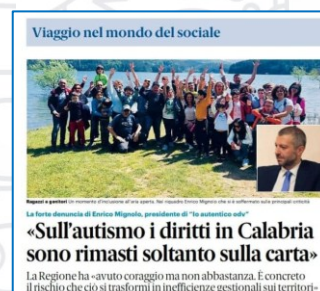 Viaggio nel mondo del sociale
Ragazzi e genitori Un momento d'inclusione all'aria aperta. Nel riquadro Enrico Mignolo che si è soffermato sulle principali criticità
La forte denuncia di Enrico Mignolo, presidente di "Io autentico odv"
«Sull'autismo i diritti in Calabria
sono rimasti soltanto sulla carta»
La Regione ha «avuto coraggio ma non abbastanza. È concreto
il rischio che ciò si trasformi in inefficienze gestionali sui territori»